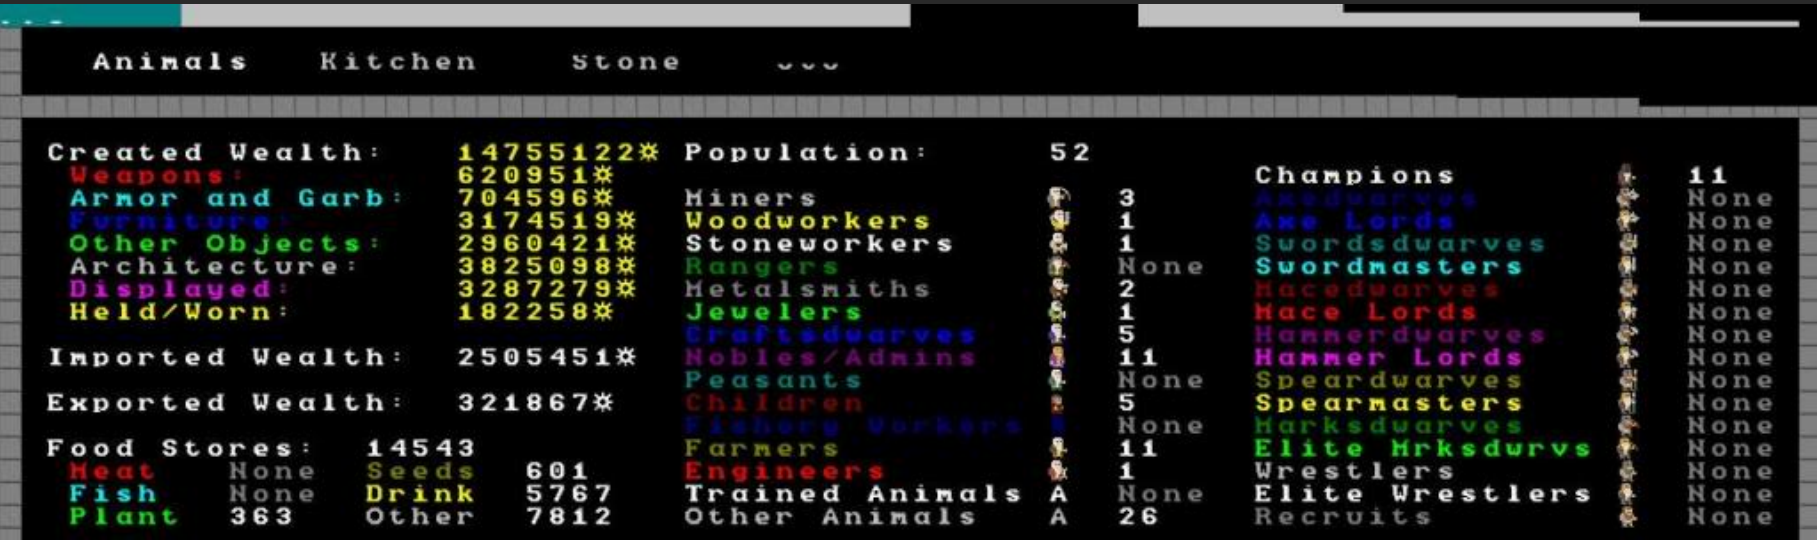 Animals Kitchen Stone
Created Wealth: 14755122☼ Population: 52
Weapons: 620951☼ Champions 11
Armor and Garb: 704596☼ Miners 3 Axedwarves None
Furniture: 3174519☼ Woodworkers 1 Axe Lords None
Other Objects: 2960421☼ Stoneworkers 1 Swordsdwarves None
Architecture: 3825098☼ Rangers None Swordmasters None
Displayed: 3287279☼ Metalsmiths 2 Macedwarves None
Held/Worn: 182258☼ Jewelers 1 Mace Lords None
Craftsdwarves 5 Hammerdwarves None
Imported Wealth: 2505451☼ Nobles/Admins 11 Hammer Lords None
Peasants None Speardwarves None
Exported Wealth: 321867☼ Children 5 Spearmasters None
Fishery Workers None Marksdwarves None
Food Stores: 14543 Farmers 11 Elite Mrksdwrvs None
Meat None Seeds 601 Engineers 1 Wrestlers None
Fish None Drink 5767 Trained Animals A None Elite Wrestlers None
Plant 363 Other 7812 Other Animals A 26 Recruits None